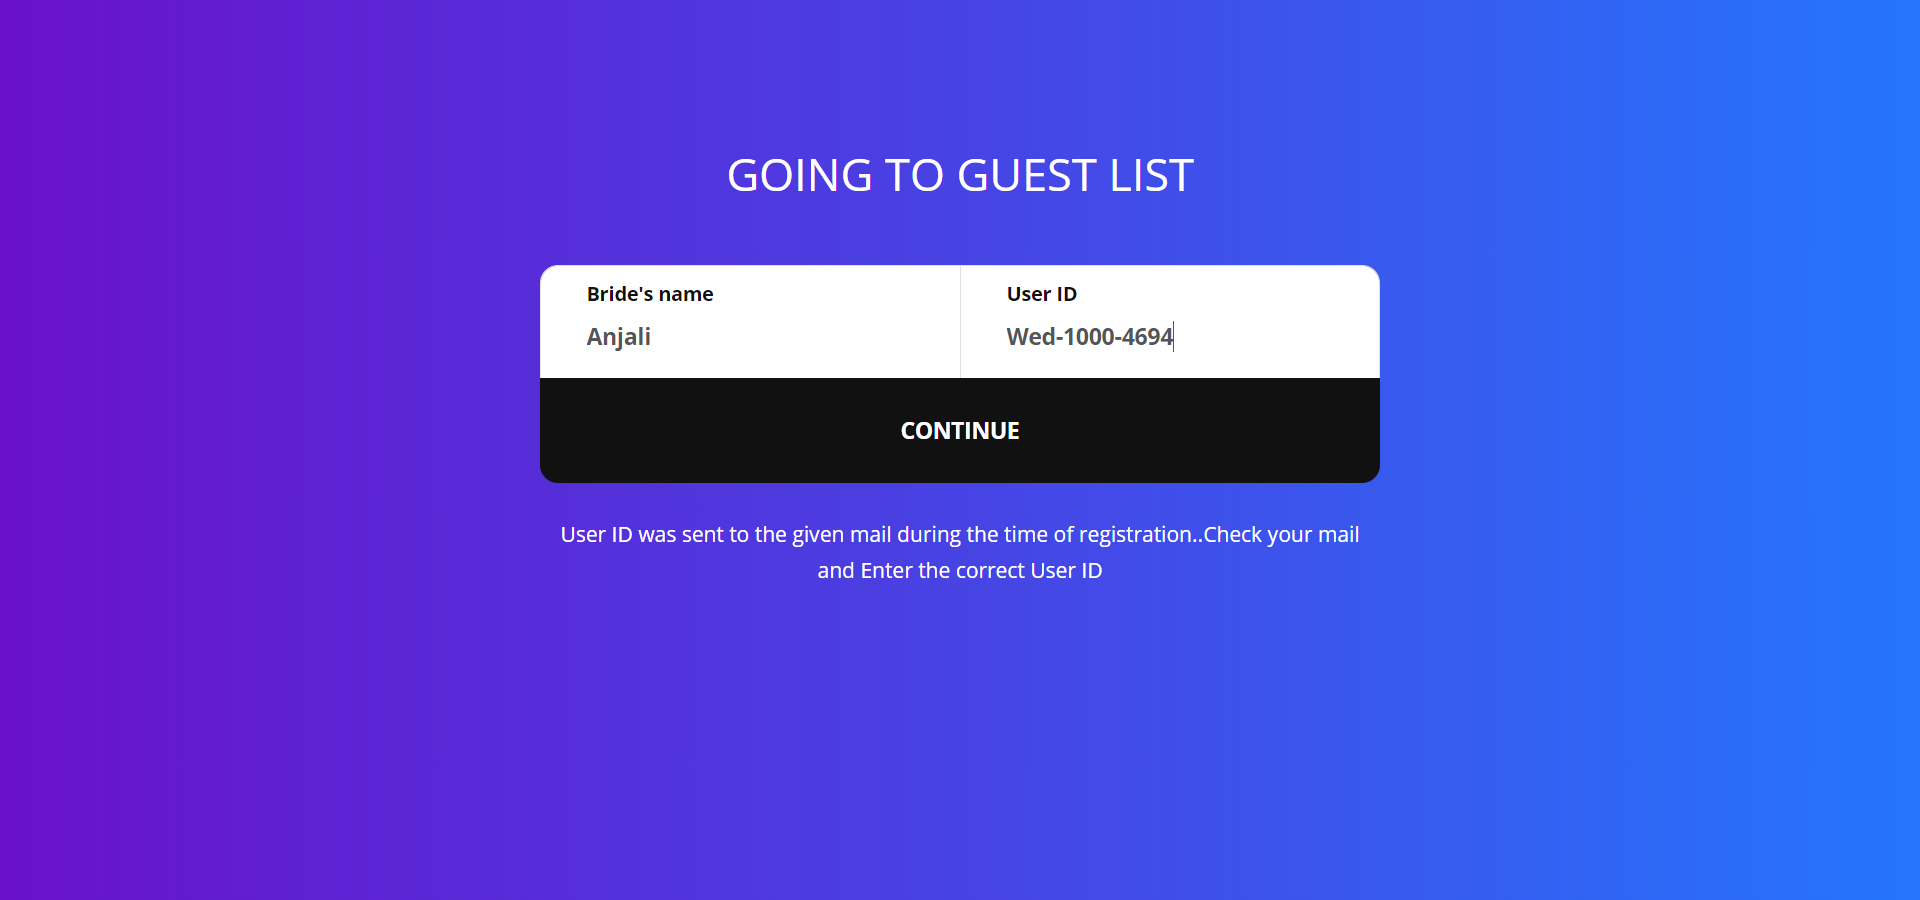 GOING TO GUEST LIST
Bride's name
User ID
Anjali
Wed-1000-4694
CONTINUE
User ID was sent to the given mail during the time of registration..Check your mail
and Enter the correct User ID